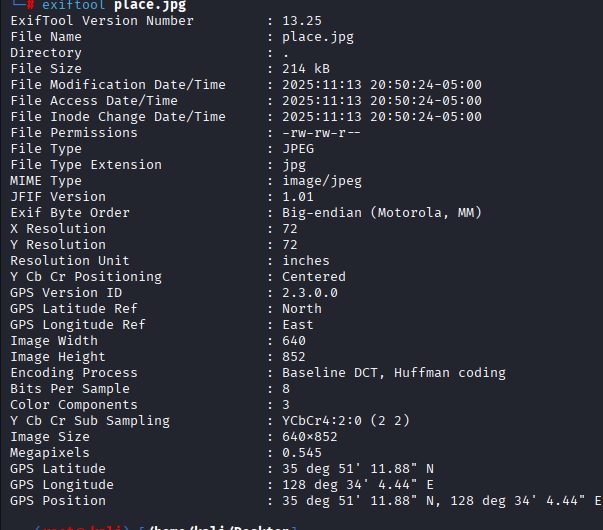 └─# exiftool place.jpg
ExifTool Version Number         : 13.25
File Name                       : place.jpg
Directory                       : .
File Size                       : 214 kB
File Modification Date/Time     : 2025:11:13 20:50:24-05:00
File Access Date/Time           : 2025:11:13 20:50:24-05:00
File Inode Change Date/Time     : 2025:11:13 20:50:24-05:00
File Permissions                : -rw-rw-r--
File Type                       : JPEG
File Type Extension             : jpg
MIME Type                       : image/jpeg
JFIF Version                    : 1.01
Exif Byte Order                 : Big-endian (Motorola, MM)
X Resolution                    : 72
Y Resolution                    : 72
Resolution Unit                 : inches
Y Cb Cr Positioning             : Centered
GPS Version ID                  : 2.3.0.0
GPS Latitude Ref                : North
GPS Longitude Ref               : East
Image Width                     : 640
Image Height                    : 852
Encoding Process                : Baseline DCT, Huffman coding
Bits Per Sample                 : 8
Color Components                : 3
Y Cb Cr Sub Sampling            : YCbCr4:2:0 (2 2)
Image Size                      : 640×852
Megapixels                      : 0.545
GPS Latitude                    : 35 deg 51' 11.88" N
GPS Longitude                   : 128 deg 34' 4.44" E
GPS Position                    : 35 deg 51' 11.88" N, 128 deg 34' 4.44" E